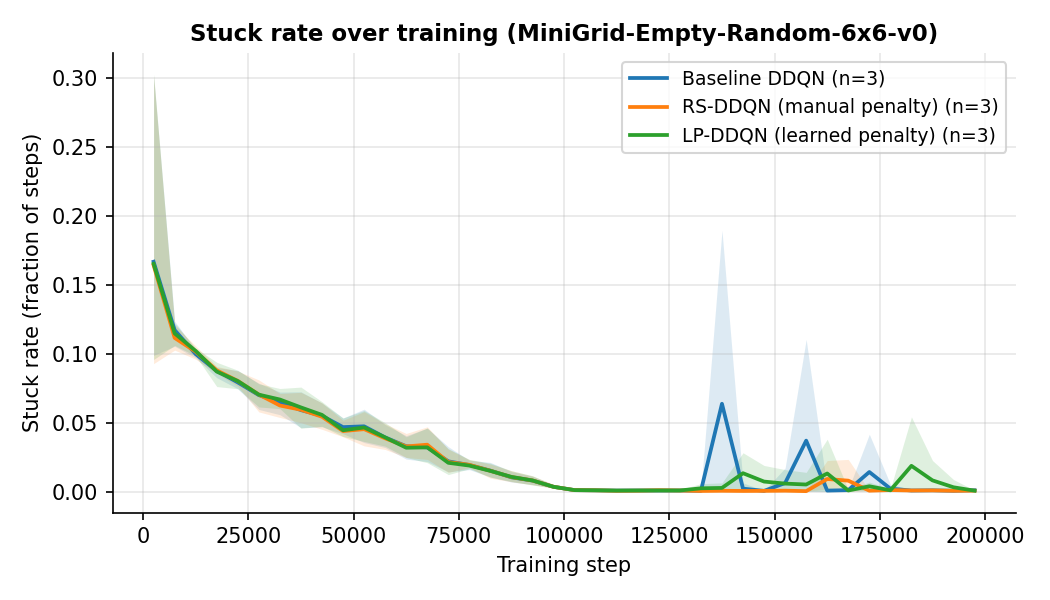 Stuck rate over training (MiniGrid-Empty-Random-6x6-v0)
Baseline DDQN (n=3)
RS-DDQN (manual penalty) (n=3)
LP-DDQN (learned penalty) (n=3)
Stuck rate (fraction of steps)
0.30
0.25
0.20
0.15
0.10
0.05
0.00
0 25000 50000 75000 100000 125000 150000 175000 200000
Training step